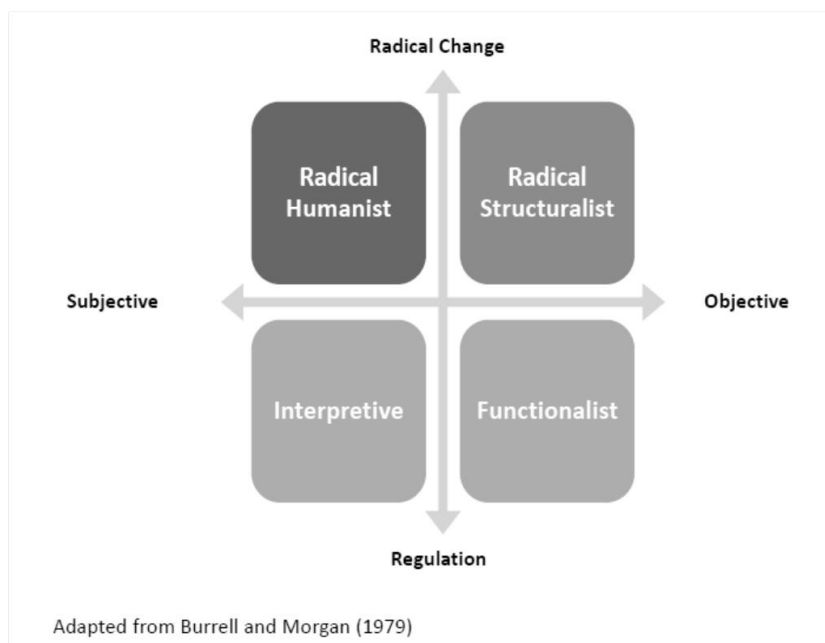 Radical Change
Radical
Humanist
Radical
Structuralist
Subjective
Objective
Interpretive
Functionalist
Regulation
Adapted from Burrell and Morgan (1979)